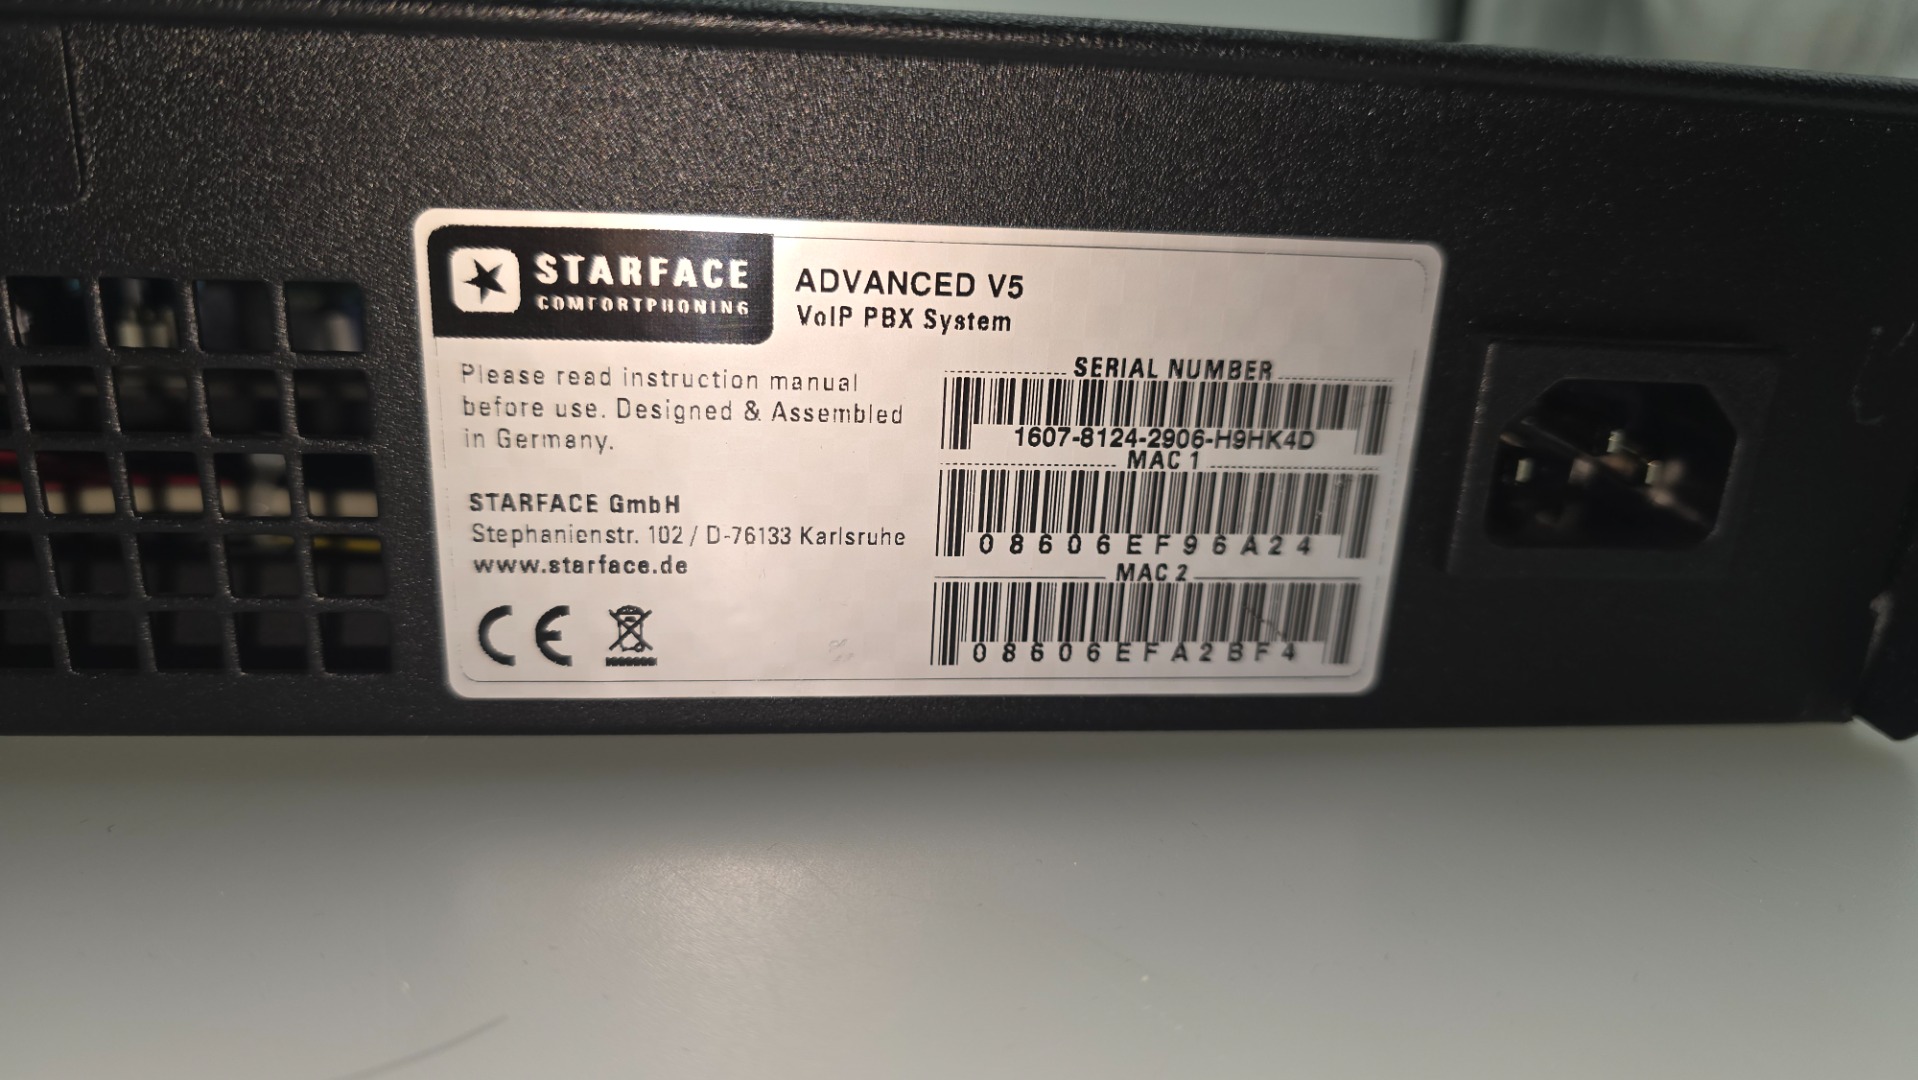 STARFACE
COMFORTPHONING
ADVANCED V5
VoIP PBX System
Please read instruction manual
before use. Designed & Assembled
in Germany.
STARFACE GmbH
Stephanienstr. 102 / D-76133 Karlsruhe
www.starface.de
CE
SERIAL NUMBER
1607-8124-2906-H9HK4D
MAC 1
08606EF96A24
MAC 2
08606EFA2BF4